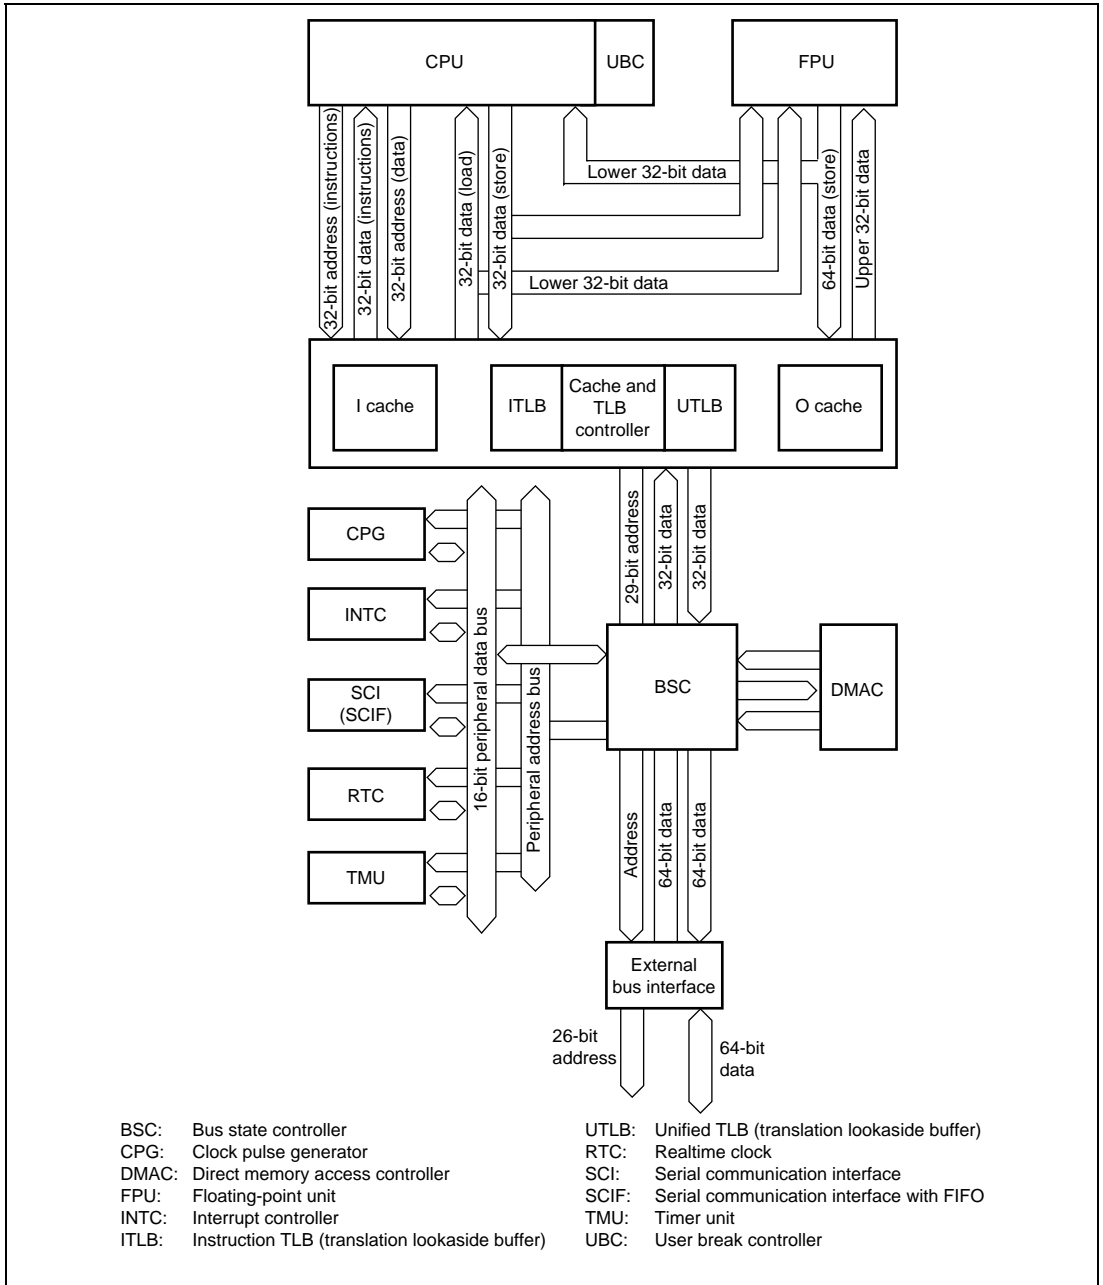 CPU
UBC
FPU
32-bit address (instructions)
32-bit data (instructions)
32-bit address (data)
32-bit data (load)
32-bit data (store)
Lower 32-bit data
Lower 32-bit data
64-bit data (store)
Upper 32-bit data
I cache
ITLB
Cache and
TLB
controller
UTLB
O cache
29-bit address
32-bit data
32-bit data
CPG
INTC
SCI
(SCIF)
RTC
TMU
16-bit peripheral data bus
Peripheral address bus
BSC
DMAC
Address
64-bit data
64-bit data
External
bus interface
26-bit
address
64-bit
data
BSC: Bus state controller
CPG: Clock pulse generator
DMAC: Direct memory access controller
FPU: Floating-point unit
INTC: Interrupt controller
ITLB: Instruction TLB (translation lookaside buffer)
UTLB: Unified TLB (translation lookaside buffer)
RTC: Realtime clock
SCI: Serial communication interface
SCIF: Serial communication interface with FIFO
TMU: Timer unit
UBC: User break controller